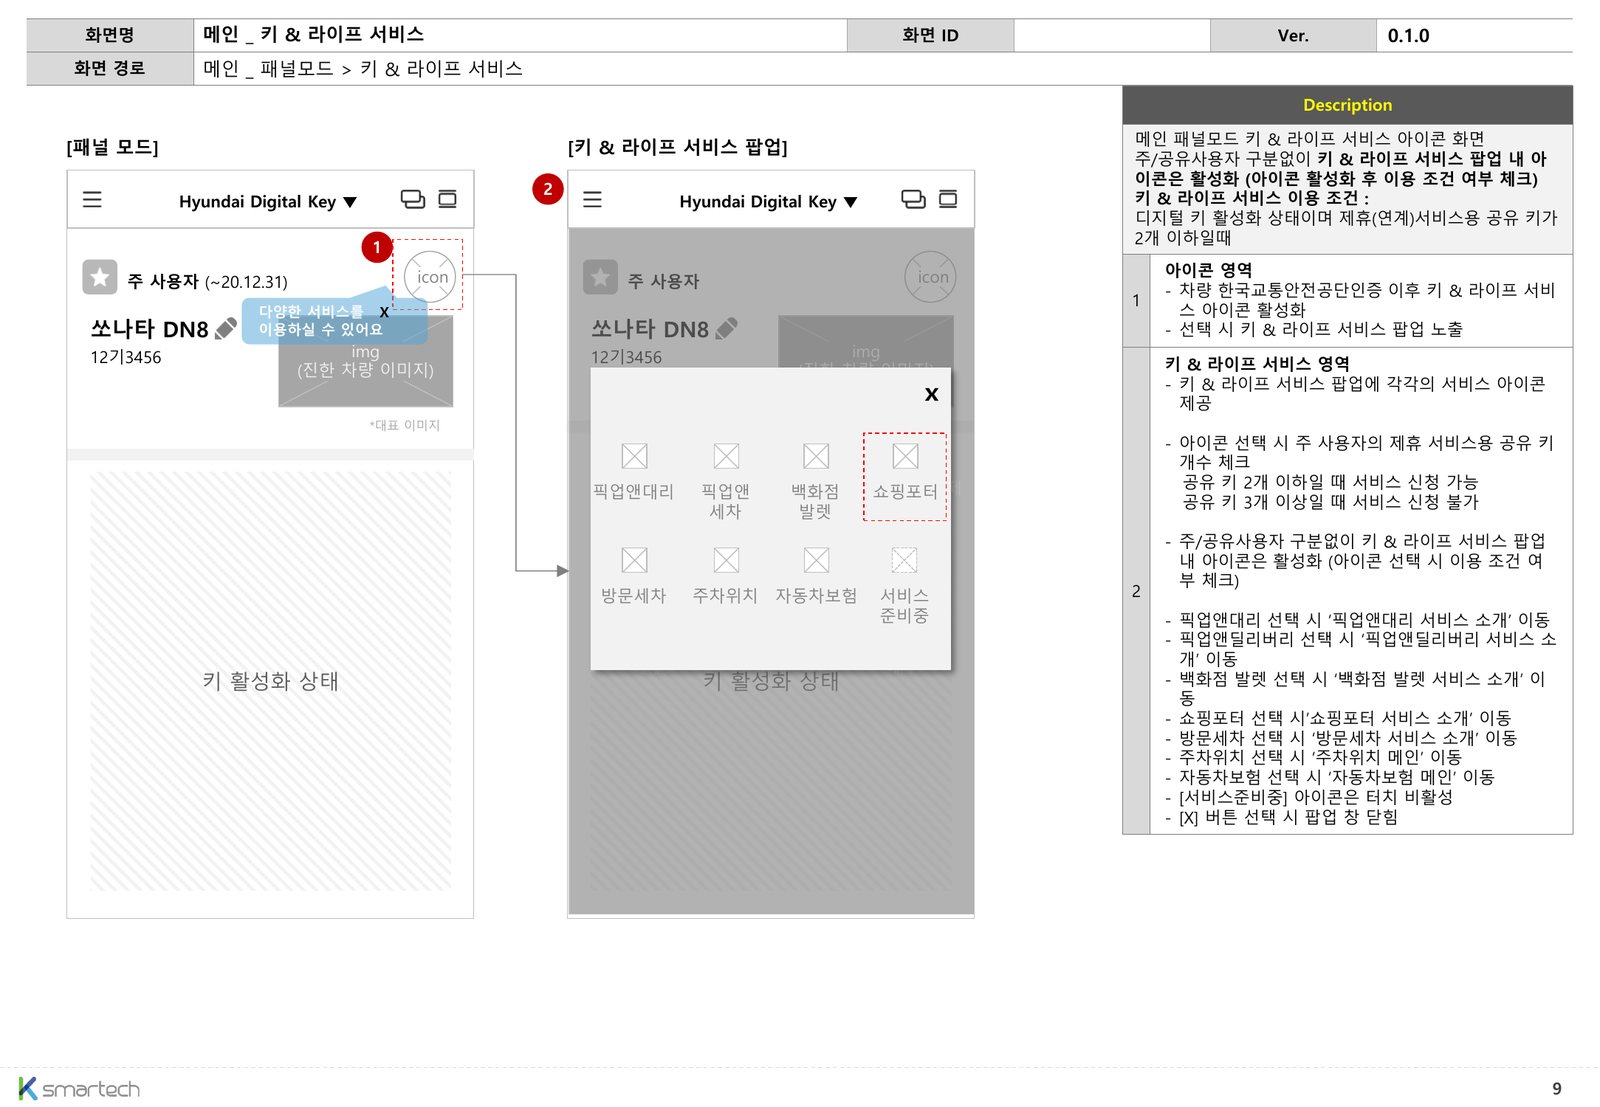 화면명
메인 _ 키 & 라이프 서비스
화면 ID
Ver.
0.1.0
화면 경로
메인 _ 패널모드 > 키 & 라이프 서비스
[패널 모드]
Hyundai Digital Key ▼
1
icon
주 사용자 (~20.12.31)
다양한 서비스를
이용하실 수 있어요
X
쏘나타 DN8
12기3456
img
(진한 차량 이미지)
*대표 이미지
키 활성화 상태
[키 & 라이프 서비스 팝업]
2
Hyundai Digital Key ▼
icon
주 사용자
쏘나타 DN8
12기3456
img
X
픽업앤대리
픽업앤
세차
백화점
발렛
쇼핑포터
방문세차
주차위치
자동차보험
서비스
준비중
키 활성화 상태
Description
메인 패널모드 키 & 라이프 서비스 아이콘 화면
주/공유사용자 구분없이 키 & 라이프 서비스 팝업 내 아
이콘은 활성화 (아이콘 활성화 후 이용 조건 여부 체크)
키 & 라이프 서비스 이용 조건 :
디지털 키 활성화 상태이며 제휴(연계)서비스용 공유 키가
2개 이하일때
1
아이콘 영역
- 차량 한국교통안전공단인증 이후 키 & 라이프 서비
스 아이콘 활성화
- 선택 시 키 & 라이프 서비스 팝업 노출
2
키 & 라이프 서비스 영역
- 키 & 라이프 서비스 팝업에 각각의 서비스 아이콘
제공
- 아이콘 선택 시 주 사용자의 제휴 서비스용 공유 키
개수 체크
공유 키 2개 이하일 때 서비스 신청 가능
공유 키 3개 이상일 때 서비스 신청 불가
- 주/공유사용자 구분없이 키 & 라이프 서비스 팝업
내 아이콘은 활성화 (아이콘 선택 시 이용 조건 여
부 체크)
- 픽업앤대리 선택 시 ‘픽업앤대리 서비스 소개’ 이동
- 픽업앤딜리버리 선택 시 ‘픽업앤딜리버리 서비스 소
개’ 이동
- 백화점 발렛 선택 시 ‘백화점 발렛 서비스 소개’ 이
동
- 쇼핑포터 선택 시’쇼핑포터 서비스 소개’ 이동
- 방문세차 선택 시 ‘방문세차 서비스 소개’ 이동
- 주차위치 선택 시 ‘주차위치 메인’ 이동
- 자동차보험 선택 시 ‘자동차보험 메인’ 이동
- [서비스준비중] 아이콘은 터치 비활성
- [X] 버튼 선택 시 팝업 창 닫힘
K smartech
9